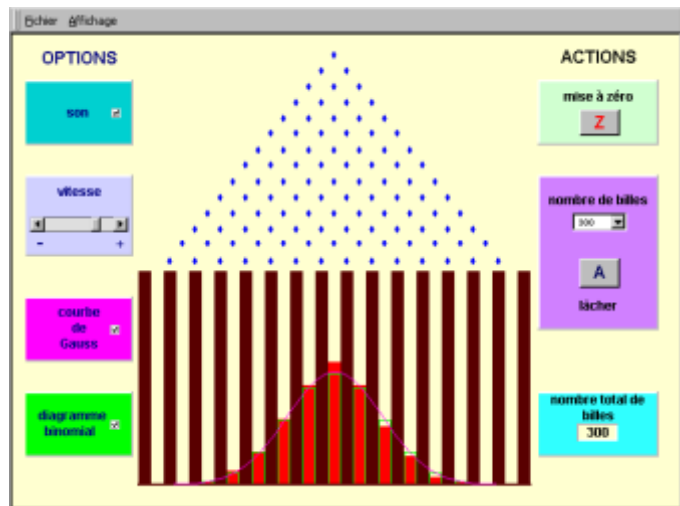 Fichier Affichage
OPTIONS
son
vitesse
- +
courbe
de
Gauss
diagramme
binomial
ACTIONS
mise à zéro
Z
nombre de billes
300
A
lâcher
nombre total de
billes
300